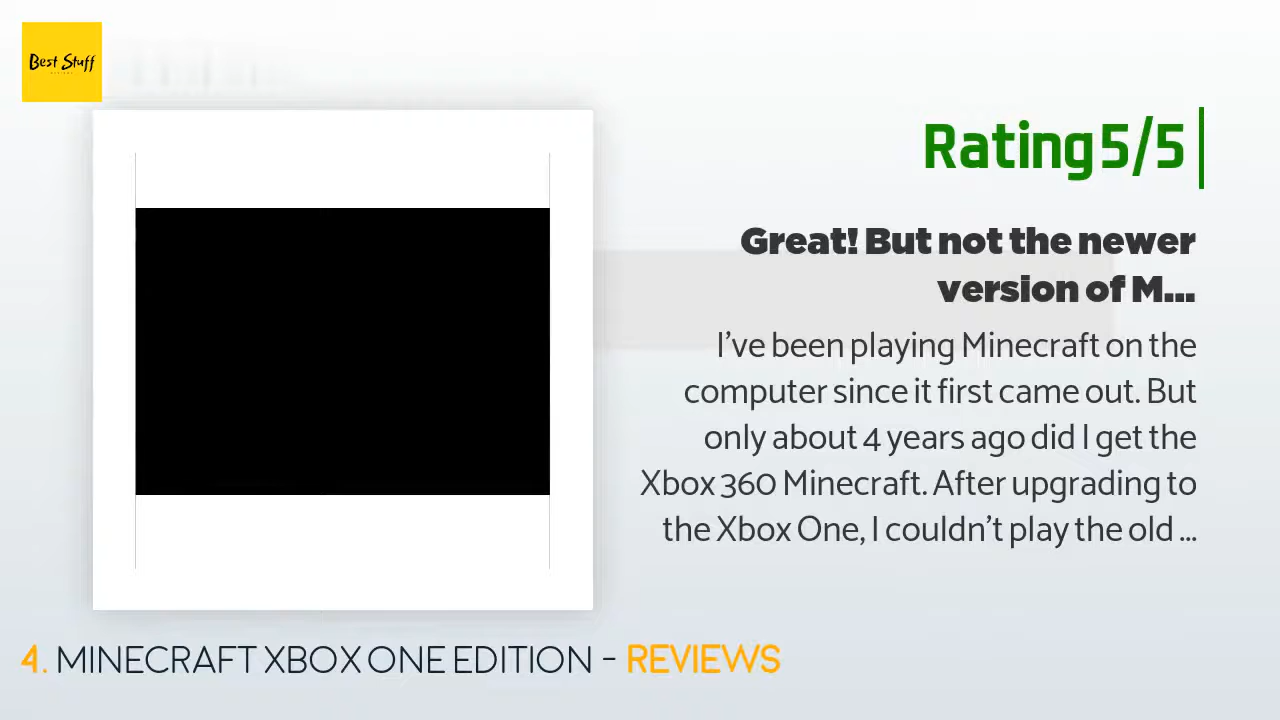 Best Stuff
Rating 5/5
Great! But not the newer
version of M...
I've been playing Minecraft on the
computer since it first came out. But
only about 4 years ago did I get the
Xbox 360 Minecraft. After upgrading to
the Xbox One, I couldn't play the old ...
4. MINECRAFT XBOX ONE EDITION - REVIEWS